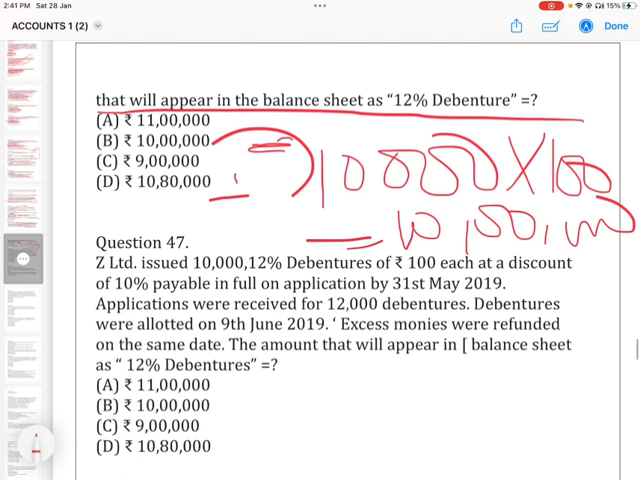 2:41 PM Sat 28 Jan
15%
ACCOUNTS 1 (2)
Done
that will appear in the balance sheet as “12% Debenture” =?
(A) ₹ 11,00,000
(B) ₹ 10,00,000
(C) ₹ 9,00,000
(D) ₹ 10,80,000
10000 X 100
= 10,00,000
Question 47.
Z Ltd. issued 10,000,12% Debentures of ₹ 100 each at a discount
of 10% payable in full on application by 31st May 2019.
Applications were received for 12,000 debentures. Debentures
were allotted on 9th June 2019. ‘ Excess monies were refunded
on the same date. The amount that will appear in [ balance sheet
as “ 12% Debentures” =?
(A) ₹ 11,00,000
(B) ₹ 10,00,000
(C) ₹ 9,00,000
(D) ₹ 10,80,000